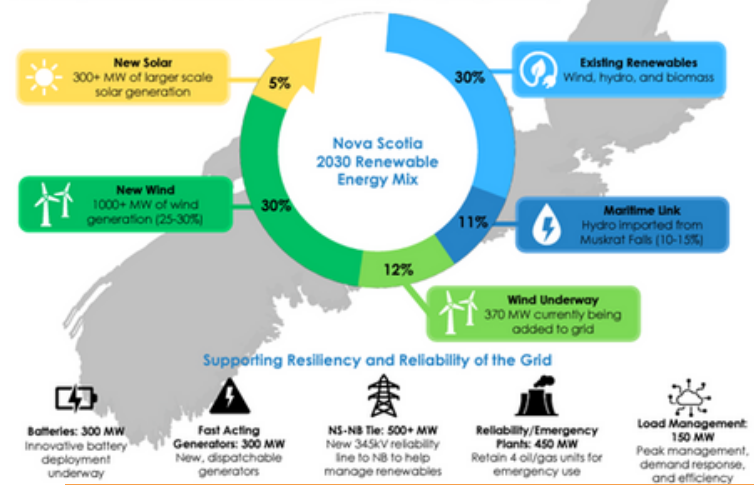 New Solar
300+ MW of larger scale
solar generation
5%
30%
Existing Renewables
Wind, hydro, and biomass
Nova Scotia
2030 Renewable
Energy Mix
New Wind
1000+ MW of wind
generation (25-30%)
30%
11%
Maritime Link
Hydro imported from
Muskrat Falls (10-15%)
12%
Wind Underway
370 MW currently being
added to grid
Supporting Resiliency and Reliability of the Grid
Batteries: 300 MW
Innovative battery
deployment
underway
Fast Acting
Generators: 300 MW
New, dispatchable
generators
NS-NB Tie: 500+ MW
New 345kV reliability
line to NB to help
manage renewables
Reliability/Emergency
Plants: 450 MW
Retain 4 oil/gas units for
emergency use
Load Management:
150 MW
Peak management,
demand response,
and efficiency